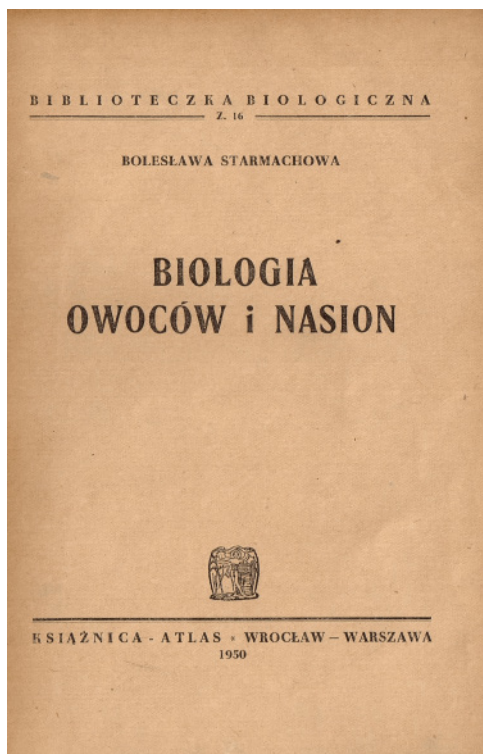 BIBLIOTECZKA BIOLOGICZNA
Z. 16
BOLESŁAWA STARMACHOWA
BIOLOGIA
OWOCÓW i NASION
KSIĄŻNICA - ATLAS • WROCŁAW — WARSZAWA
1950